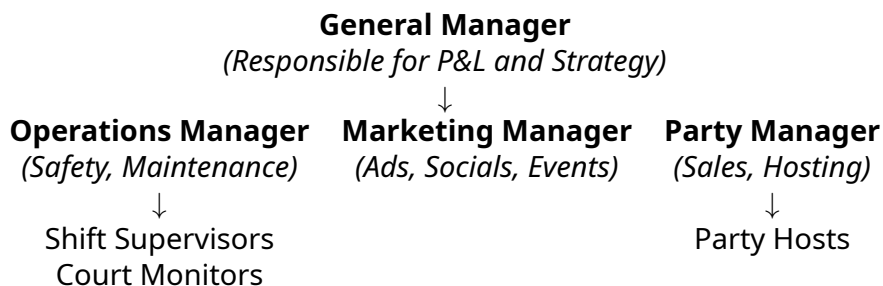 General Manager
(Responsible for P&L and Strategy)
↓
Operations Manager Marketing Manager Party Manager
(Safety, Maintenance) (Ads, Socials, Events) (Sales, Hosting)
↓ ↓
Shift Supervisors Party Hosts
Court Monitors